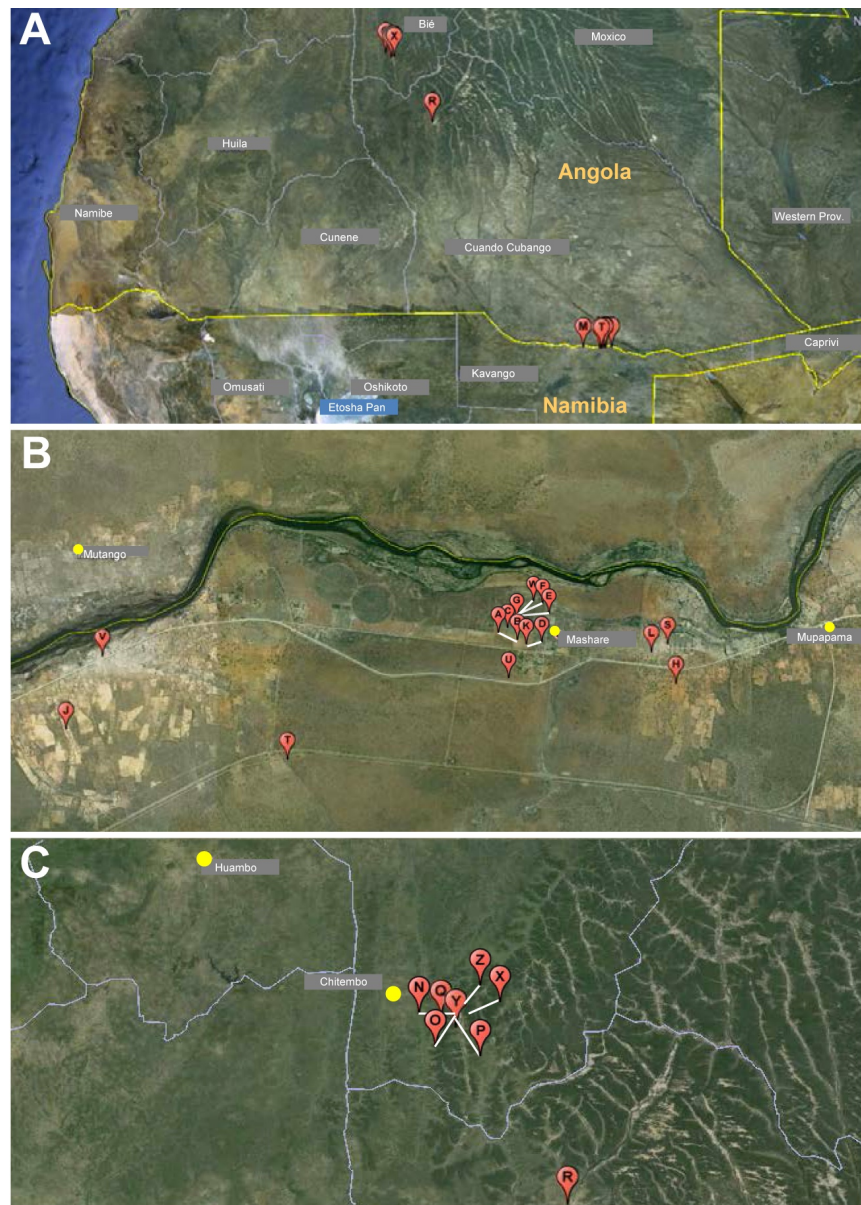 A
Bié
Moxico
N
X
R
Huila
Angola
Namibe
Western Prov.
Cunene
Cuando Cubango
M
T
Caprivi
Kavango
Omusati
Oshikoto
Namibia
Etosha Pan
B
Mutango
W
F
G
E
A
C
B
K
D
Mashare
L
S
Mupapama
V
U
H
J
T
C
Huambo
Chitembo
Z
X
N
Q
Y
O
P
R